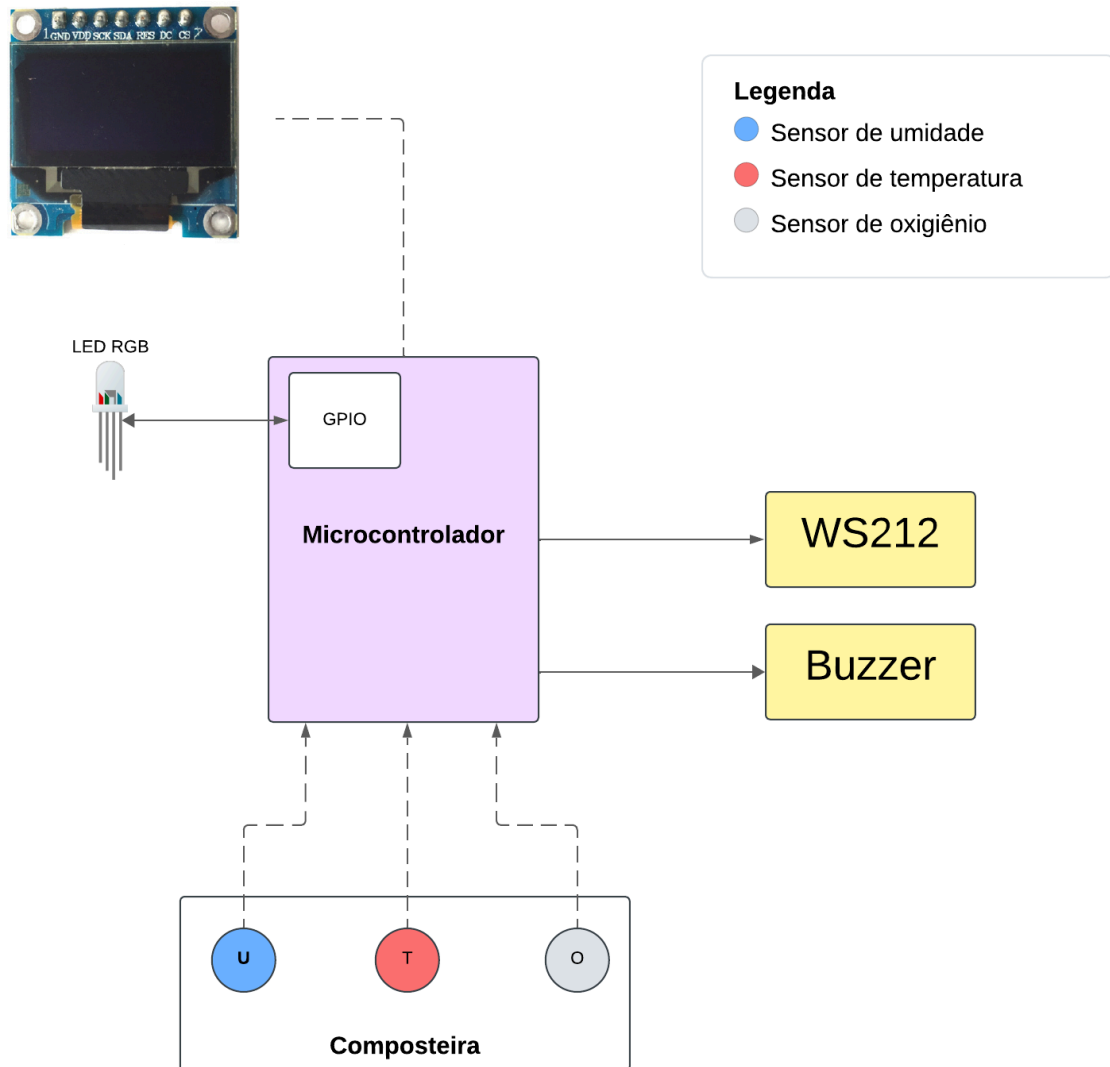 1 GND VDD SCK SDA RES DC CS 7
Legenda
Sensor de umidade
Sensor de temperatura
Sensor de oxigiênio
LED RGB
GPIO
Microcontrolador
WS212
Buzzer
U
T
O
Composteira